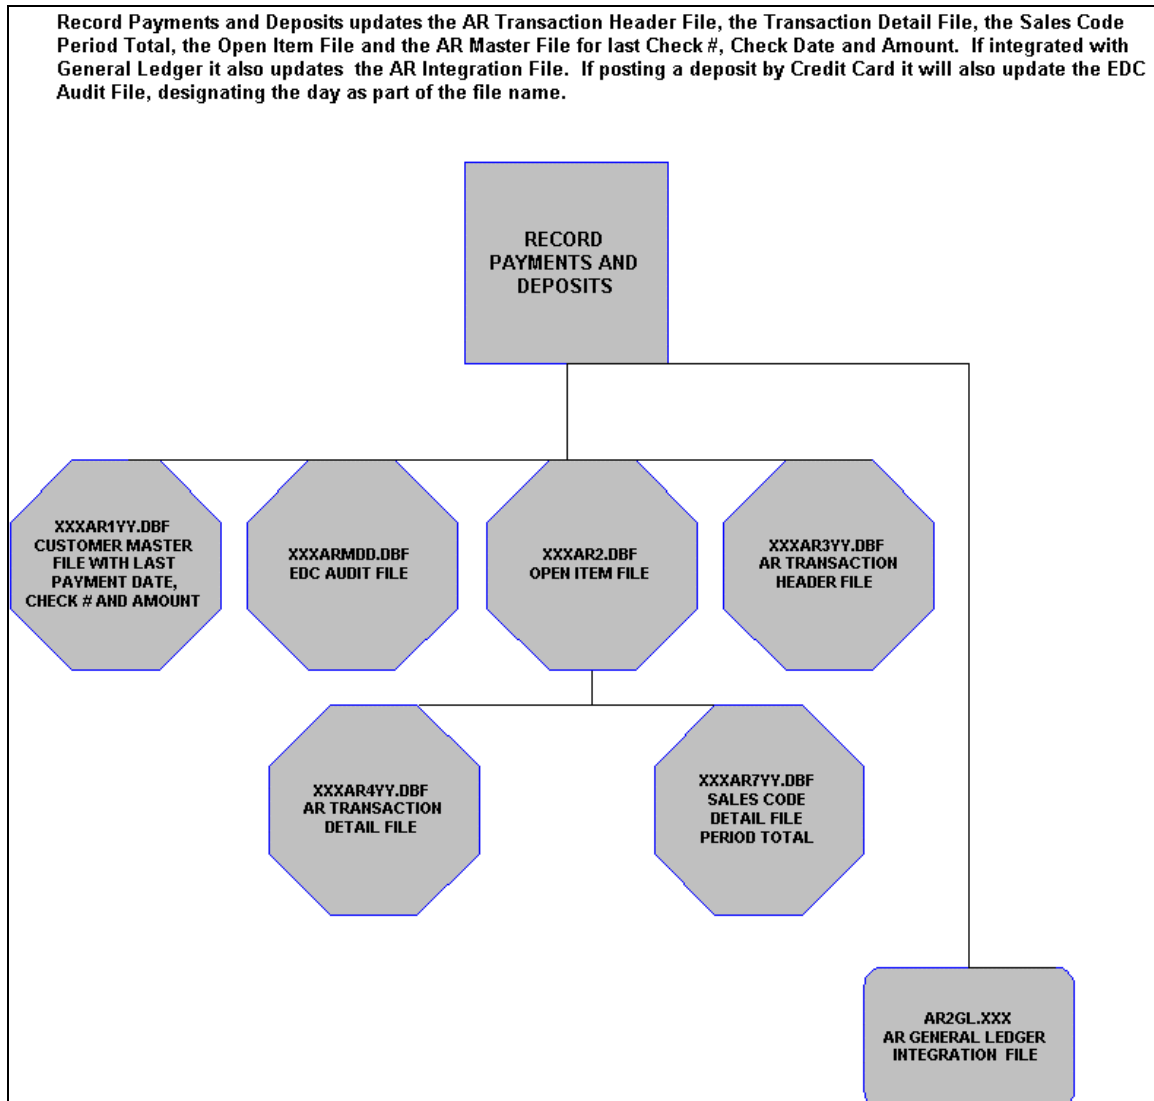 Record Payments and Deposits updates the AR Transaction Header File, the Transaction Detail File, the Sales Code
Period Total, the Open Item File and the AR Master File for last Check #, Check Date and Amount.  If integrated with
General Ledger it also updates  the AR Integration File.  If posting a deposit by Credit Card it will also update the EDC
Audit File, designating the day as part of the file name.
RECORD
PAYMENTS AND
DEPOSITS
XXXAR1YY.DBF
CUSTOMER MASTER
FILE WITH LAST
PAYMENT DATE,
CHECK # AND AMOUNT
XXXARMDD.DBF
EDC AUDIT FILE
XXXAR2.DBF
OPEN ITEM FILE
XXXAR3YY.DBF
AR TRANSACTION
HEADER FILE
XXXAR4YY.DBF
AR TRANSACTION
DETAIL FILE
XXXAR7YY.DBF
SALES CODE
DETAIL FILE
PERIOD TOTAL
AR2GL.XXX
AR GENERAL LEDGER
INTEGRATION  FILE